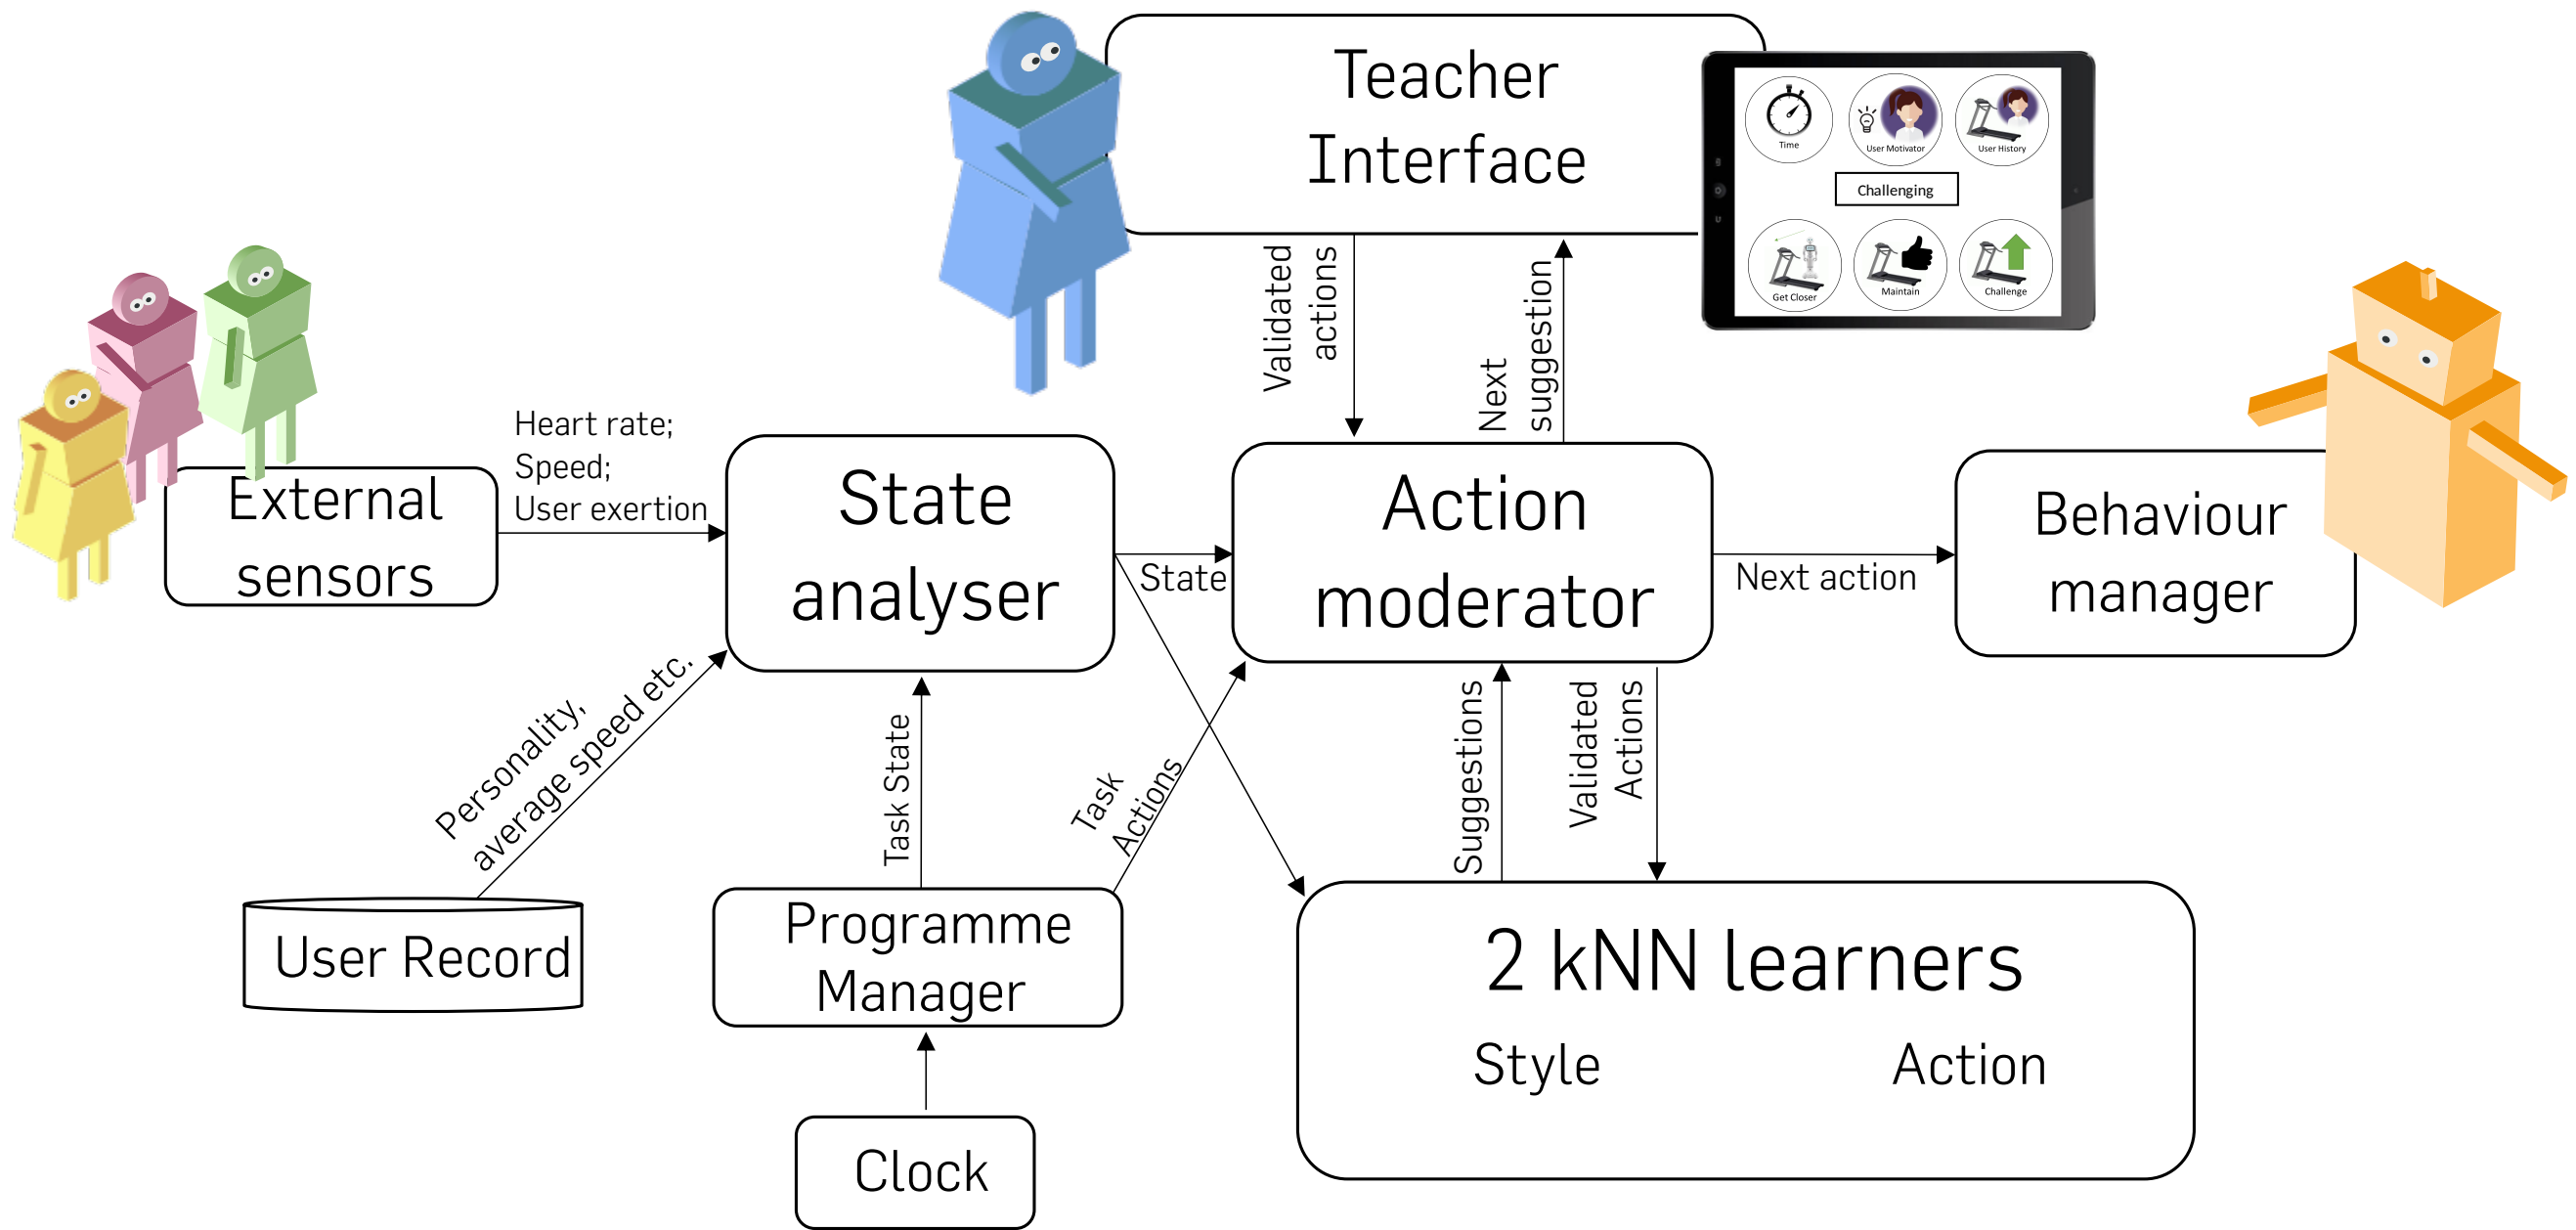 Teacher
Interface
Time
User Motivator
User History
Challenging
Get Closer
Maintain
Challenge
Validated
actions
Next
suggestion
Heart rate;
Speed;
User exertion
External
sensors
State
analyser
State
Action
moderator
Next action
Behaviour
manager
Personality,
average speed etc.
Task State
Task
Actions
Suggestions
Validated
Actions
User Record
Programme
Manager
2 kNN learners
Style
Action
Clock